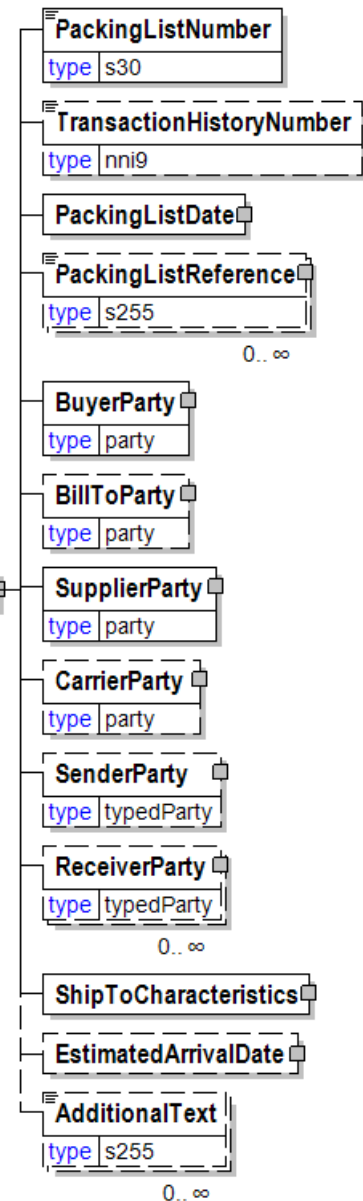 PackingListNumber
type s30
TransactionHistoryNumber
type nni9
PackingListDate
PackingListReference
type s255
0.. ∞
BuyerParty
type party
BillToParty
type party
SupplierParty
type party
CarrierParty
type party
SenderParty
type typedParty
ReceiverParty
type typedParty
0.. ∞
ShipToCharacteristics
EstimatedArrivalDate
AdditionalText
type s255
0.. ∞